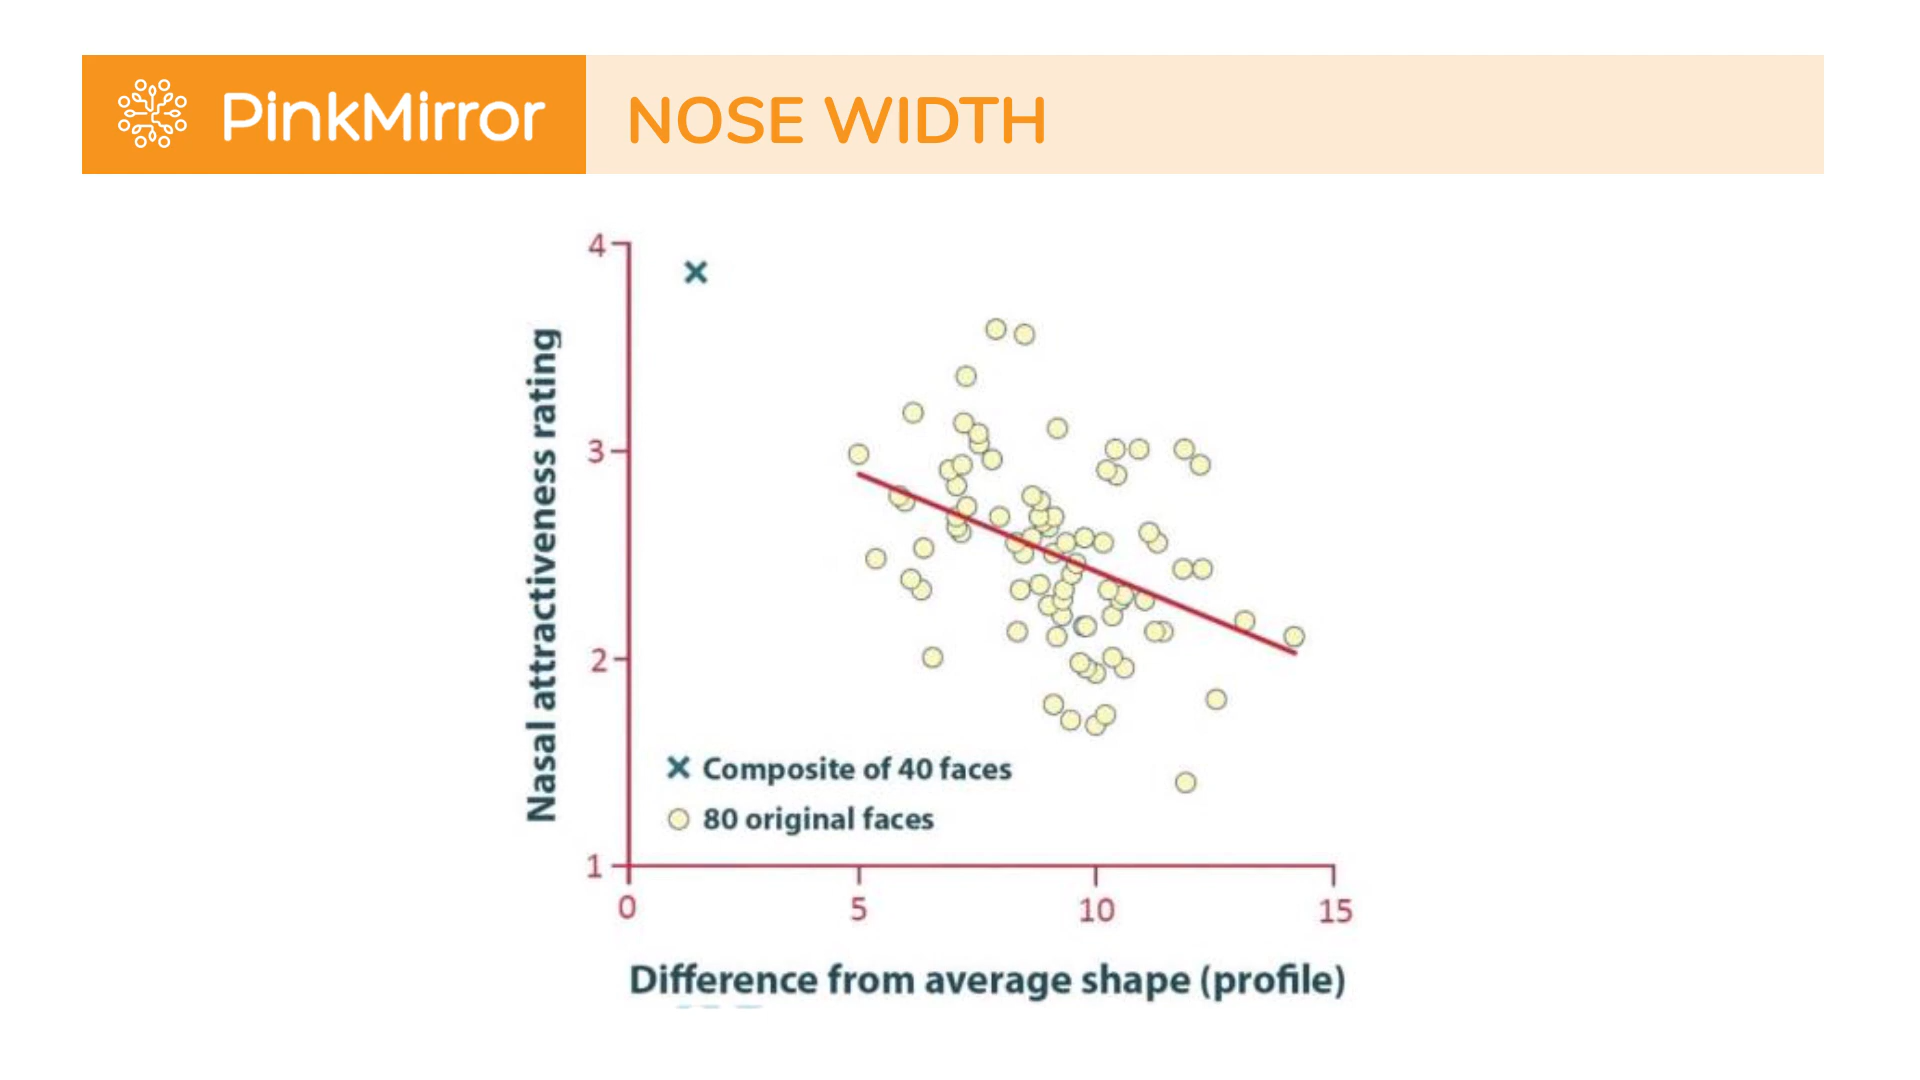 PinkMirror
NOSE WIDTH
Nasal attractiveness rating
4
3
2
1
× Composite of 40 faces
80 original faces
0 5 10 15
Difference from average shape (profile)